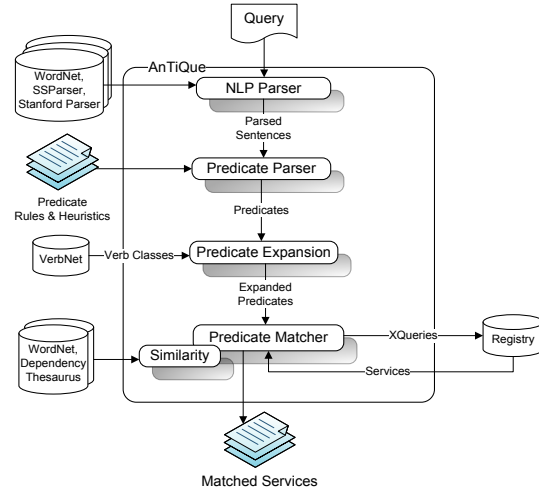 Query
AnTiQue
WordNet,
SSParser,
Stanford Parser
NLP Parser
Parsed
Sentences
Predicate Parser
Predicate
Rules & Heuristics
Predicates
VerbNet
Verb Classes
Predicate Expansion
Expanded
Predicates
Predicate Matcher
XQueries
Registry
WordNet,
Dependency
Thesaurus
Similarity
Services
Matched Services